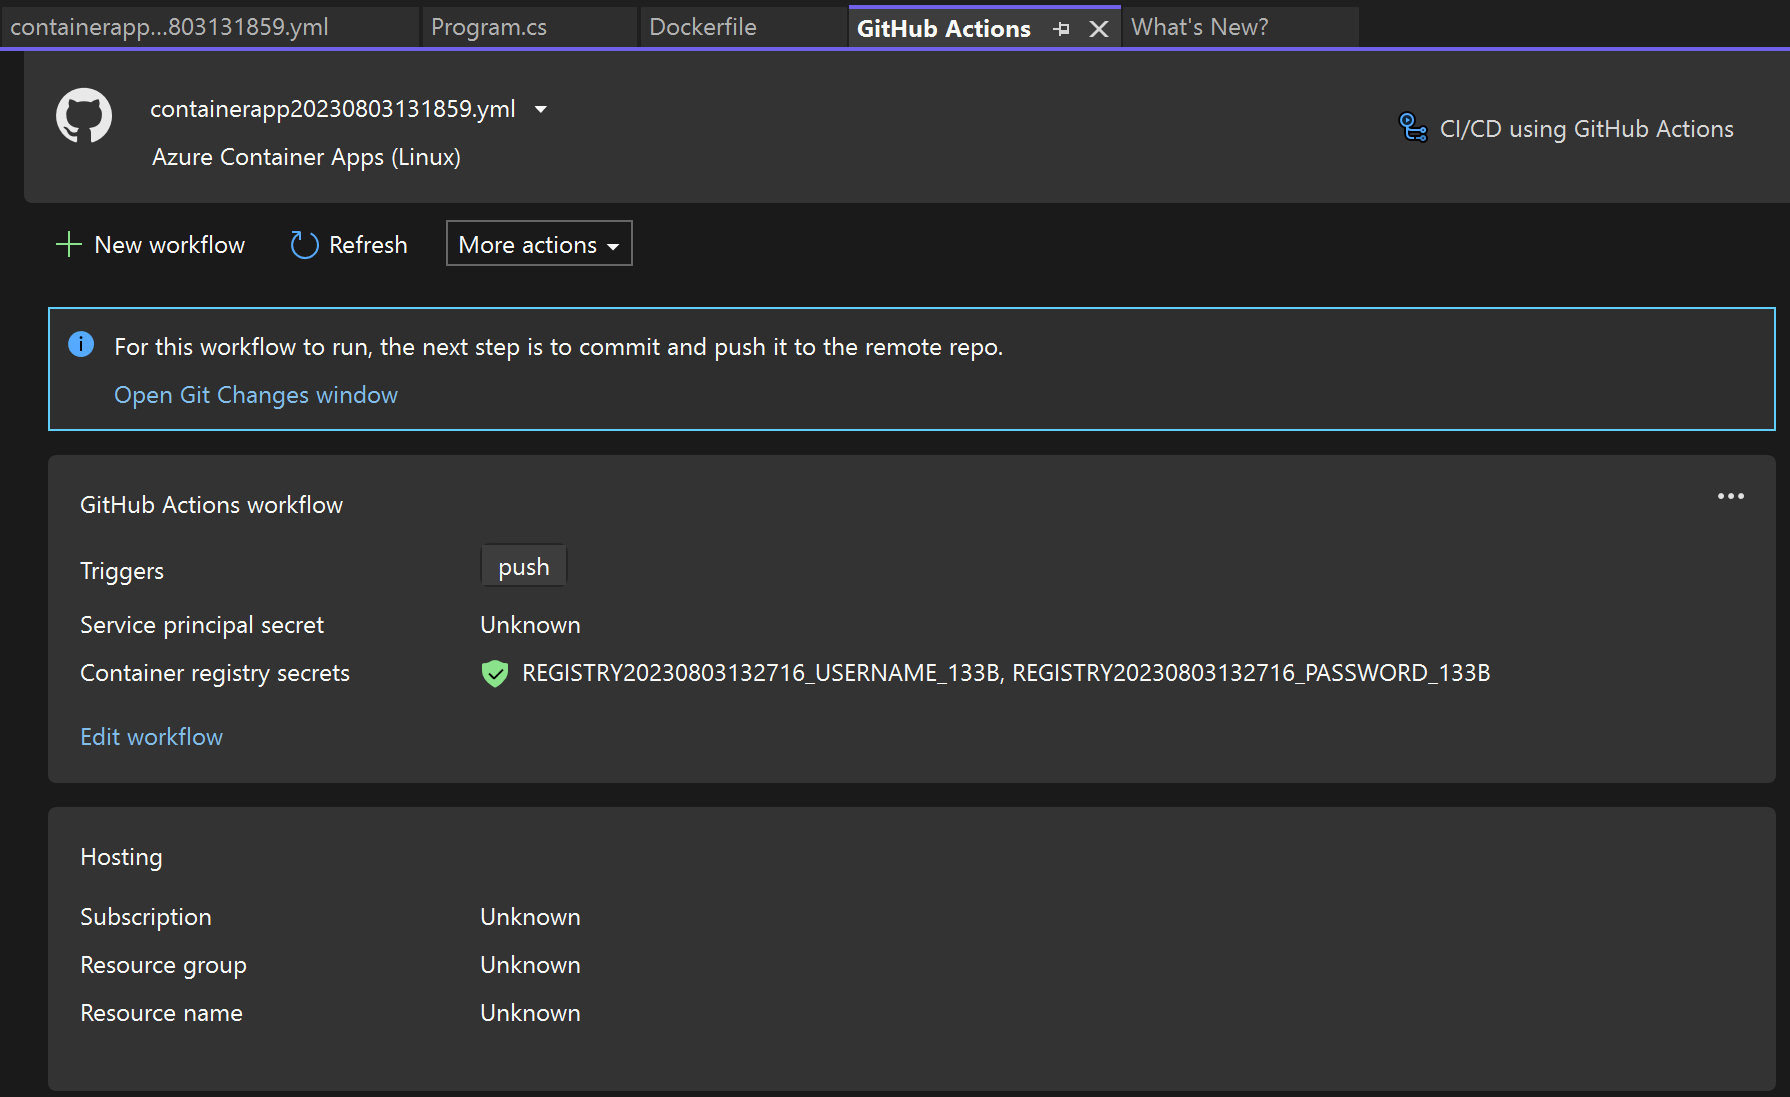 containerapp...803131859.yml Program.cs Dockerfile GitHub Actions What's New?
containerapp20230803131859.yml
Azure Container Apps (Linux)
CI/CD using GitHub Actions
New workflow Refresh More actions
For this workflow to run, the next step is to commit and push it to the remote repo.
Open Git Changes window
GitHub Actions workflow
Triggers push
Service principal secret Unknown
Container registry secrets REGISTRY20230803132716_USERNAME_133B, REGISTRY20230803132716_PASSWORD_133B
Edit workflow
Hosting
Subscription Unknown
Resource group Unknown
Resource name Unknown